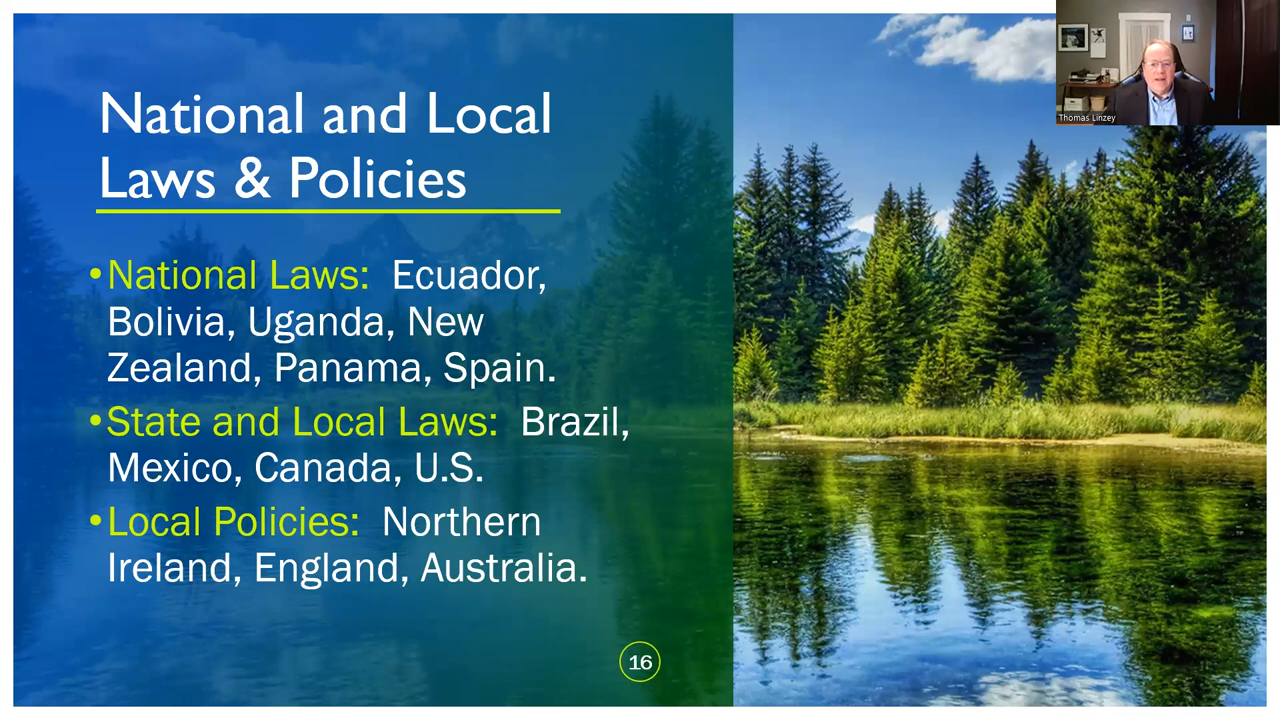 National and Local
Laws & Policies
•National Laws:  Ecuador,
Bolivia, Uganda, New
Zealand, Panama, Spain.
•State and Local Laws:  Brazil,
Mexico, Canada, U.S.
•Local Policies:  Northern
Ireland, England, Australia.
16
Thomas Linzey